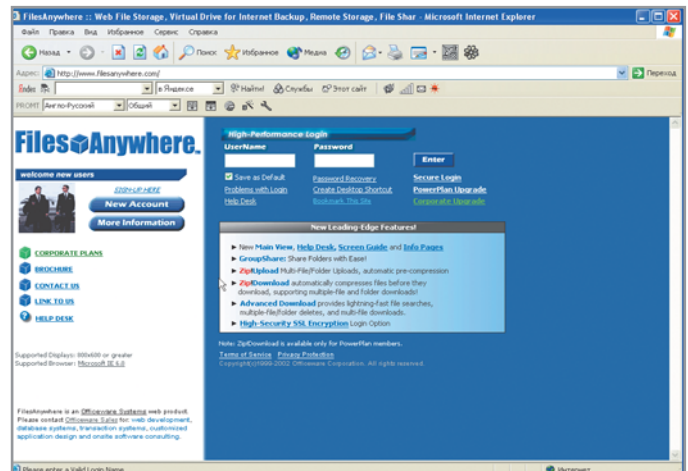 FilesAnywhere :: Web File Storage, Virtual Drive for Internet Backup, Remote Storage, File Shar - Microsoft Internet Explorer
Файл Правка Вид Избранное Сервис Справка
Назад Поиск Избранное Медиа
Адрес: http://www.filesanywhere.com/ Переход
Яndex в Яндексе Найти! Службы Этот сайт
PROMT Англо-Русский Общий
FilesAnywhere.
welcome new users
SIGN-UP HERE
New Account
More Information
CORPORATE PLANS
BROCHURE
CONTACT US
LINK TO US
HELP DESK
Supported Displays: 800x600 or greater
Supported Browser: Microsoft IE 6.0
FilesAnywhere is an Officeware Systems web product.
Please contact Officeware Sales for: web development,
database systems, transaction systems, customized
application design and onsite software consulting.
High-Performance Login
UserName Password
Enter
Save as Default Password Recovery Secure Login
Problems with Login Create Desktop Shortcut PowerPlan Upgrade
Help Desk Bookmark This Site Corporate Upgrade
New Leading-Edge Features!
New Main View, Help Desk, Screen Guide and Info Pages
GroupShare: Share Folders with Ease!
ZipUpload Multi-File/Folder Uploads, automatic pre-compression
ZipDownload automatically compresses files before they
download, supporting multiple-file and folder downloads!
Advanced Download provides lightning-fast file searches,
multiple-file/folder deletes, and multi-file downloads.
High-Security SSL Encryption Login Option
Note: ZipDownload is available only for PowerPlan members.
Terms of Service Privacy Protection
Copyright(c)1999-2002 Officeware Corporation. All rights reserved.
Please enter a Valid Login Name. Интернет